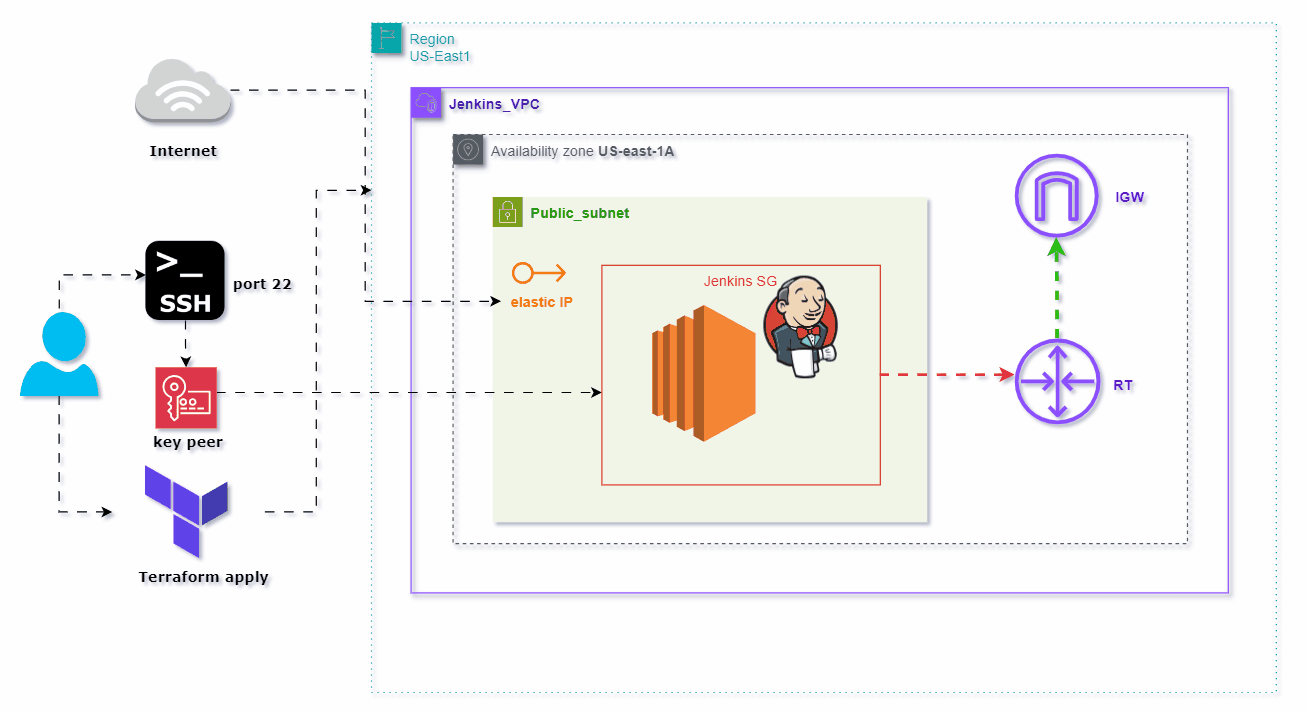 Region
US-East1
Jenkins_VPC
Internet
Availability zone US-east-1A
IGW
Public_subnet
>_
SSH
port 22
elastic IP
Jenkins SG
RT
key peer
Terraform apply